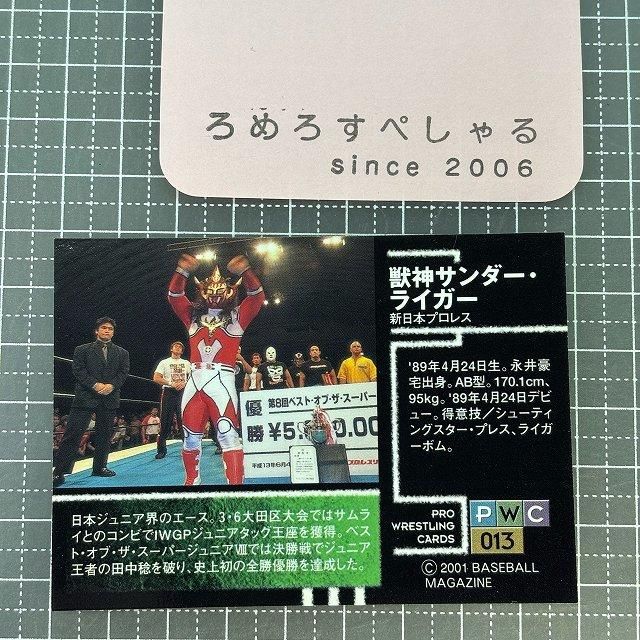 ろめろすぺしゃる
since 2006
獣神サンダー・
ライガー
新日本プロレス
'89年4月24日生。永井豪
宅出身。AB型。170.1cm、
95kg。'89年4月24日デビ
ュー。得意技/シューティ
ングスター・プレス、ライガ
ーボム。
優勝
第8回ベスト・オブ・ザ・スーパー
平成13年6月4
日本ジュニア界のエース。3・6大田区大会ではサムラ
イとのコンビでIWGPジュニアタッグ王座を獲得。ベス
ト・オブ・ザ・スーパージュニアⅧでは決勝戦でジュニア
王者の田中稔を破り、史上初の全勝優勝を達成した。
PRO
WRESTLING
CARDS
PWC
013
© 2001 BASEBALL
MAGAZINE